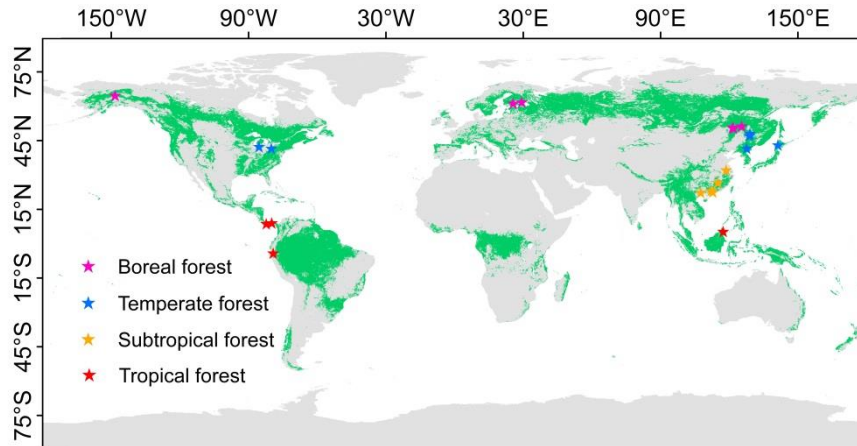 150°W 90°W 30°W 30°E 90°E 150°E
75°N
45°N
15°N
15°S
45°S
75°S
Boreal forest
Temperate forest
Subtropical forest
Tropical forest